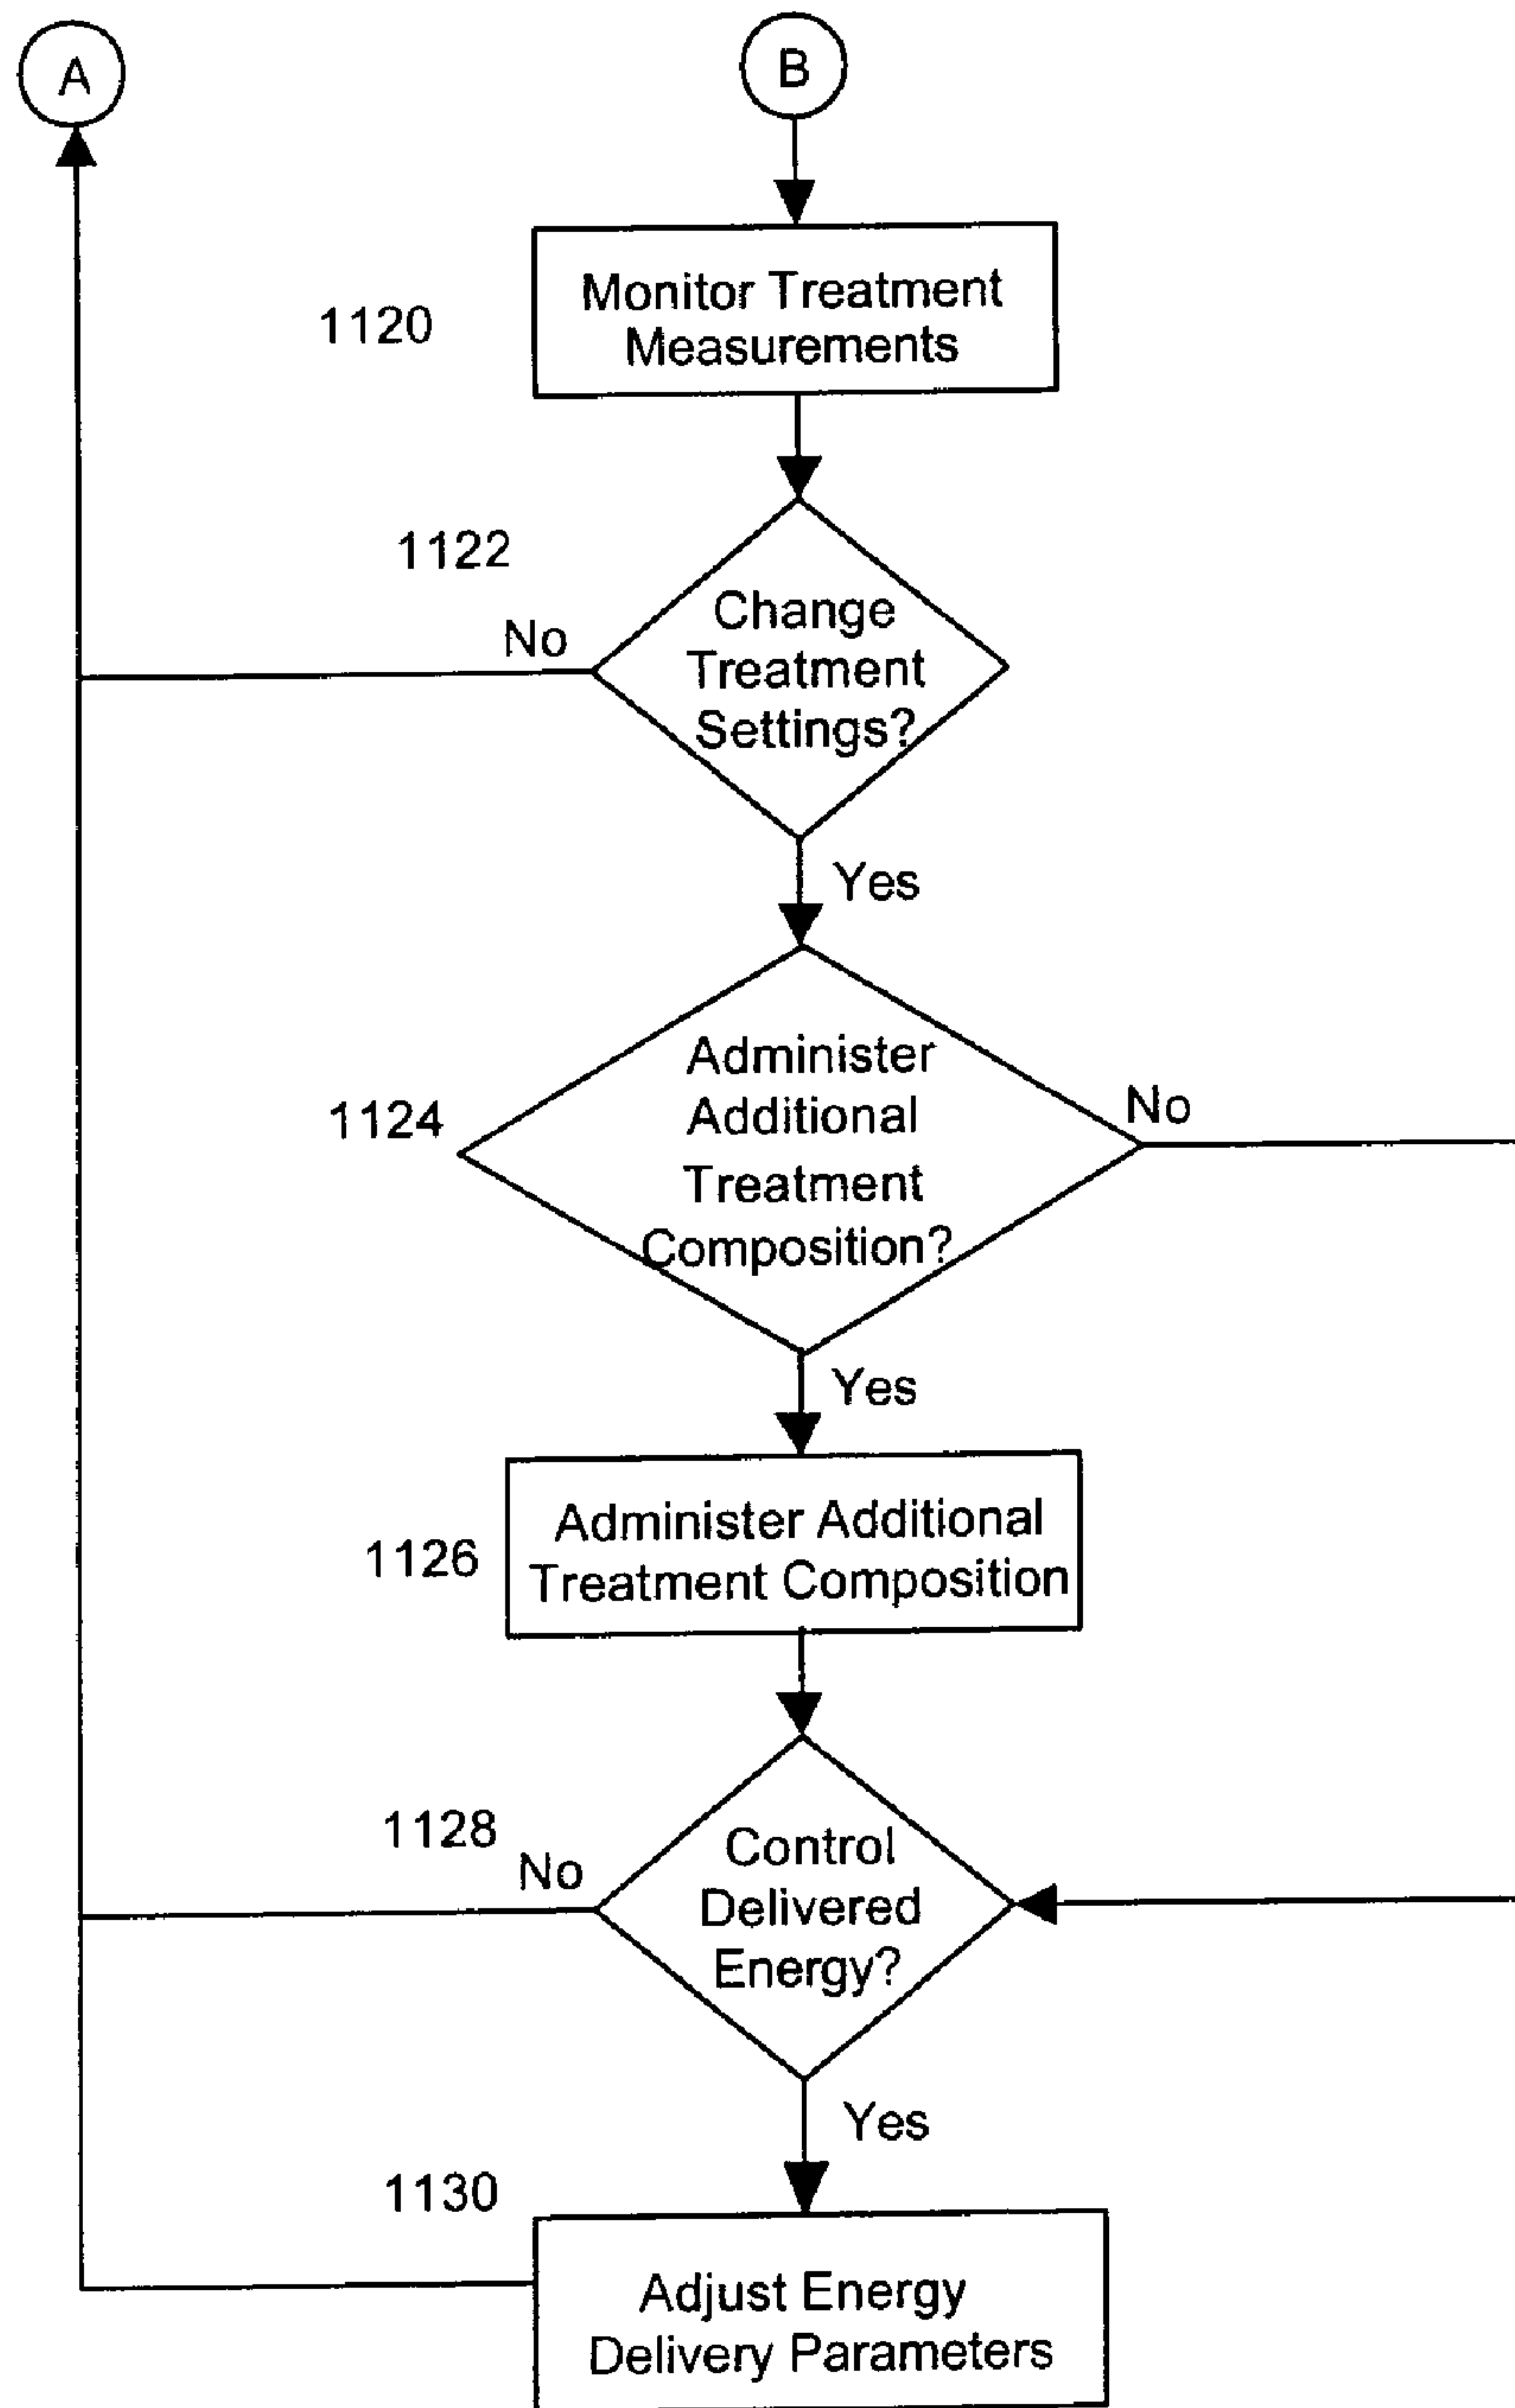 A
B
1120
Monitor Treatment
Measurements
1122
No
Change
Treatment
Settings?
Yes
1124
Administer
Additional
Treatment
Composition?
No
Yes
1126
Administer Additional
Treatment Composition
1128
No
Control
Delivered
Energy?
Yes
1130
Adjust Energy
Delivery Parameters